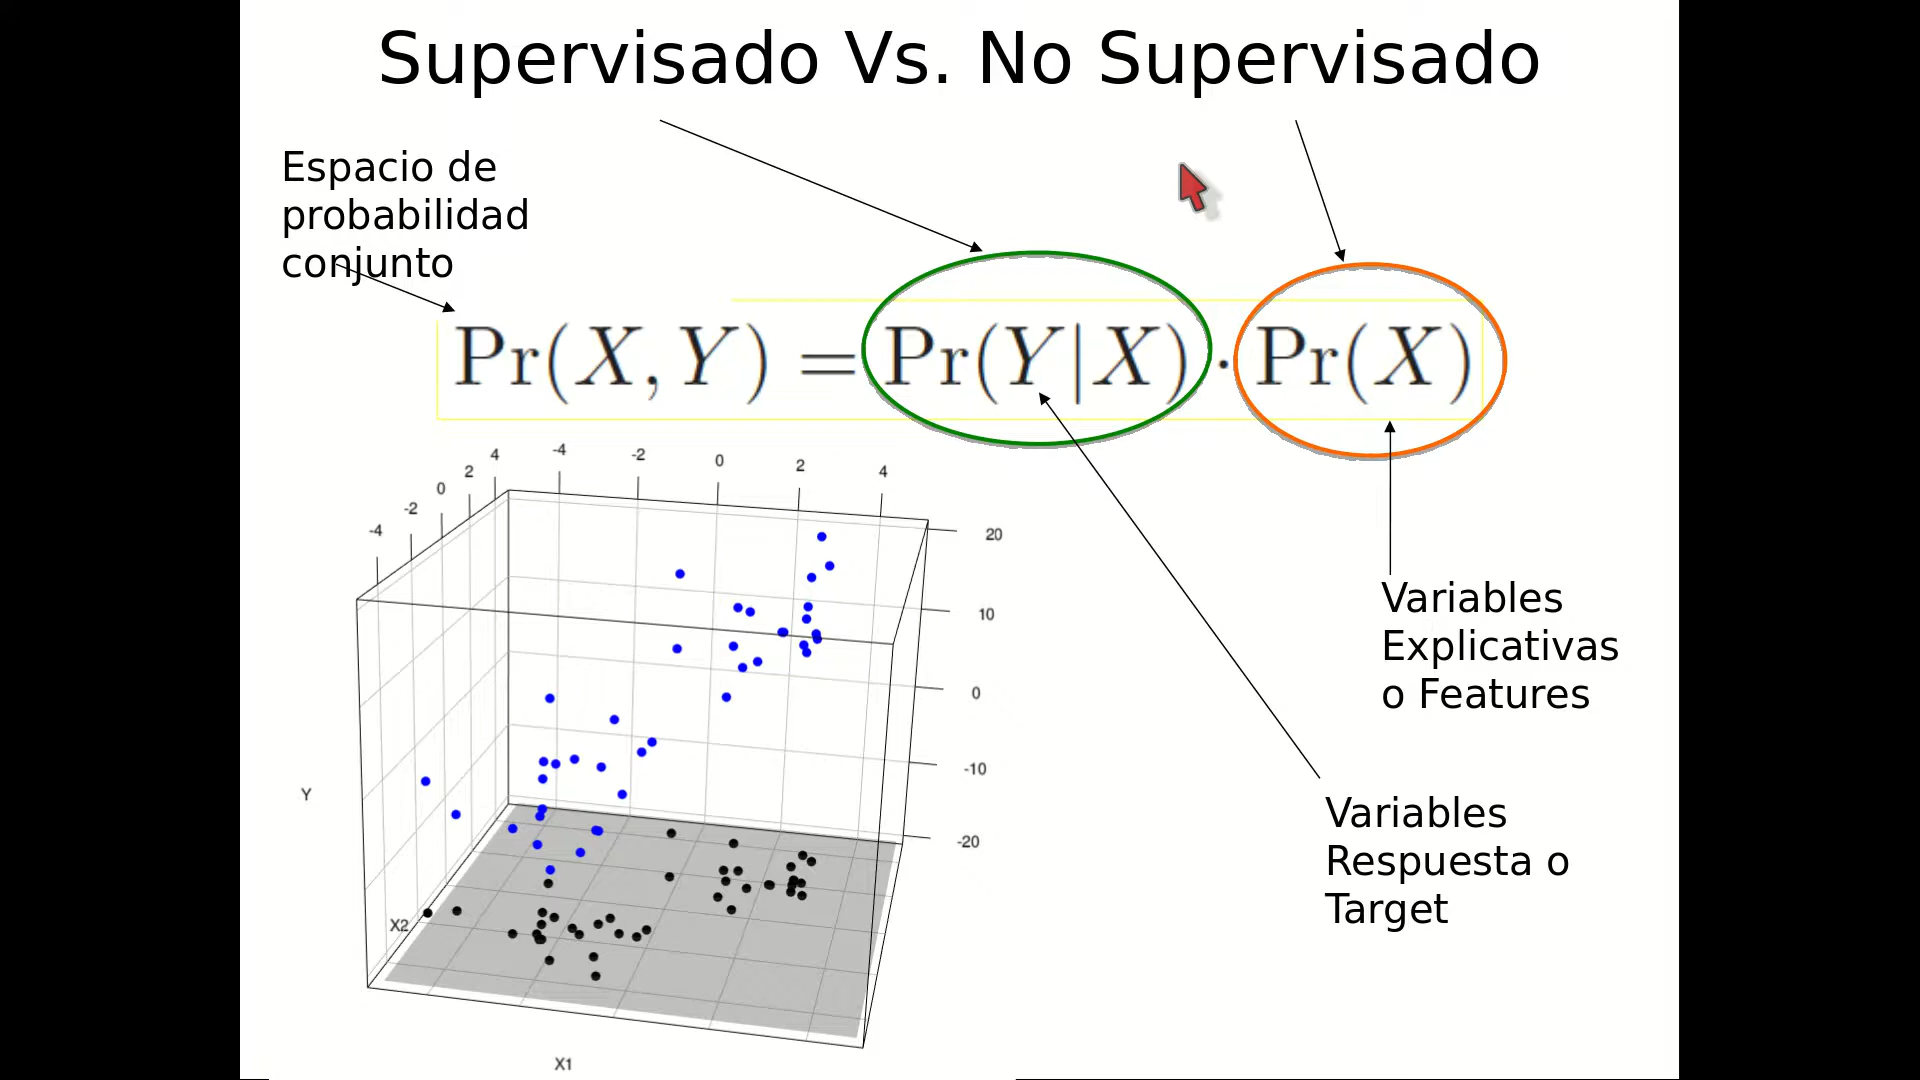 Supervisado Vs. No Supervisado
Espacio de
probabilidad
conjunto
Pr(X, Y) = Pr(Y|X) · Pr(X)
-4
-2
0
2
4
-4
-2
0
2
4
20
10
0
-10
-20
Y
X2
X1
Variables
Explicativas
o Features
Variables
Respuesta o
Target